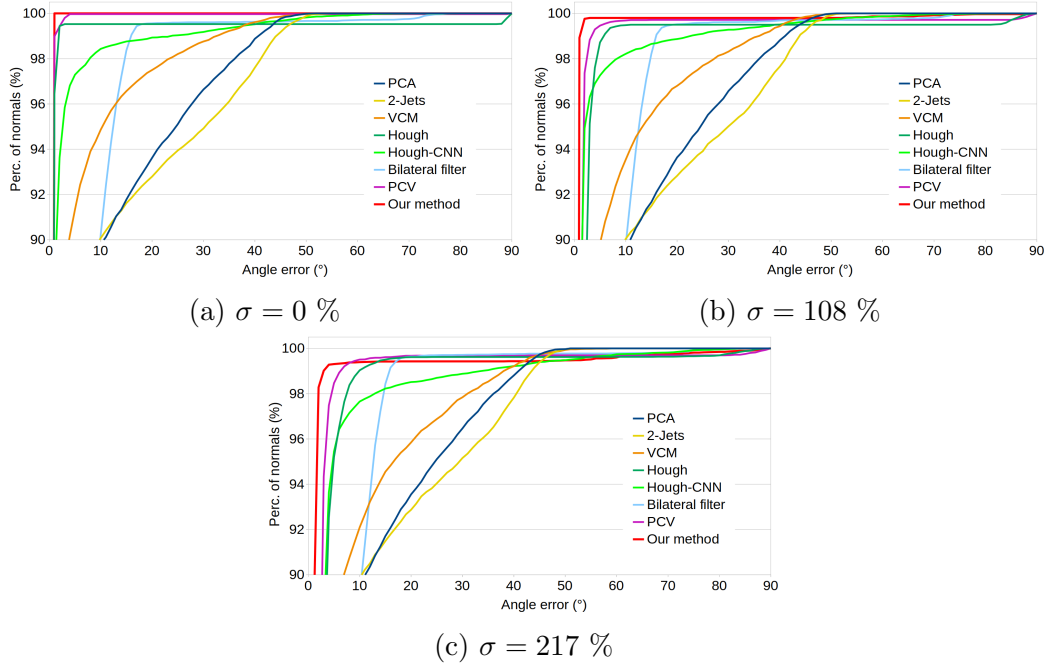 100
98
96
94
92
90
Perc. of normals (%)
0 10 20 30 40 50 60 70 80 90
Angle error (°)
PCA
2-Jets
VCM
Hough
Hough-CNN
Bilateral filter
PCV
Our method
(a) σ = 0 %
100
98
96
94
92
90
Perc. of normals (%)
0 10 20 30 40 50 60 70 80 90
Angle error (°)
PCA
2-Jets
VCM
Hough
Hough-CNN
Bilateral filter
PCV
Our method
(b) σ = 108 %
100
98
96
94
92
90
Perc. of normals (%)
0 10 20 30 40 50 60 70 80 90
Angle error (°)
PCA
2-Jets
VCM
Hough
Hough-CNN
Bilateral filter
PCV
Our method
(c) σ = 217 %